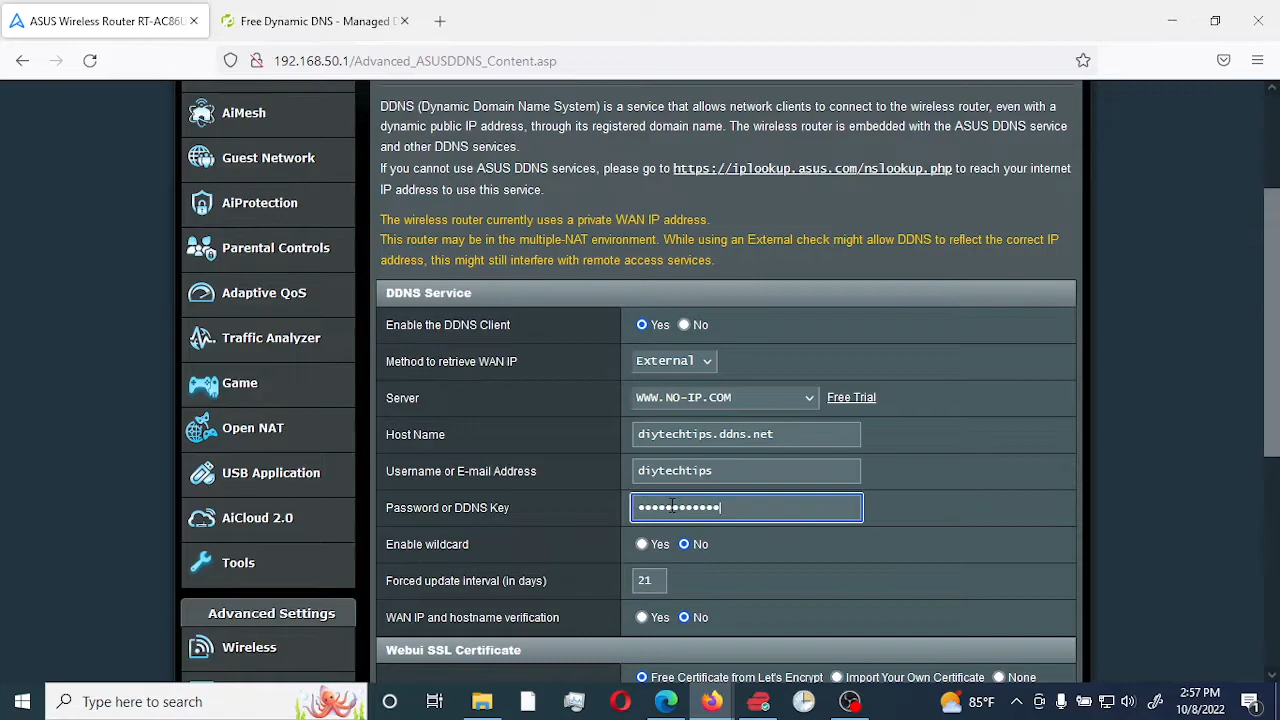 ASUS Wireless Router RT-AC86U
Free Dynamic DNS - Managed D
192.168.50.1/Advanced_ASUSDDNS_Content.asp
AiMesh
Guest Network
AiProtection
Parental Controls
Adaptive QoS
Traffic Analyzer
Game
Open NAT
USB Application
AiCloud 2.0
Tools
Advanced Settings
Wireless
DDNS (Dynamic Domain Name System) is a service that allows network clients to connect to the wireless router, even with a
dynamic public IP address, through its registered domain name. The wireless router is embedded with the ASUS DDNS service
and other DDNS services.
If you cannot use ASUS DDNS services, please go to https://iplookup.asus.com/nslookup.php to reach your internet
IP address to use this service.
The wireless router currently uses a private WAN IP address.
This router may be in the multiple-NAT environment. While using an External check might allow DDNS to reflect the correct IP
address, this might still interfere with remote access services.
DDNS Service
Enable the DDNS Client Yes No
Method to retrieve WAN IP External
Server WWW.NO-IP.COM Free Trial
Host Name diytechtips.ddns.net
Username or E-mail Address diytechtips
Password or DDNS Key ••••••••••••
Enable wildcard Yes No
Forced update interval (in days) 21
WAN IP and hostname verification Yes No
Webui SSL Certificate
Free Certificate from Let's Encrypt Import Your Own Certificate None
Type here to search
85°F
2:57 PM
10/8/2022
1